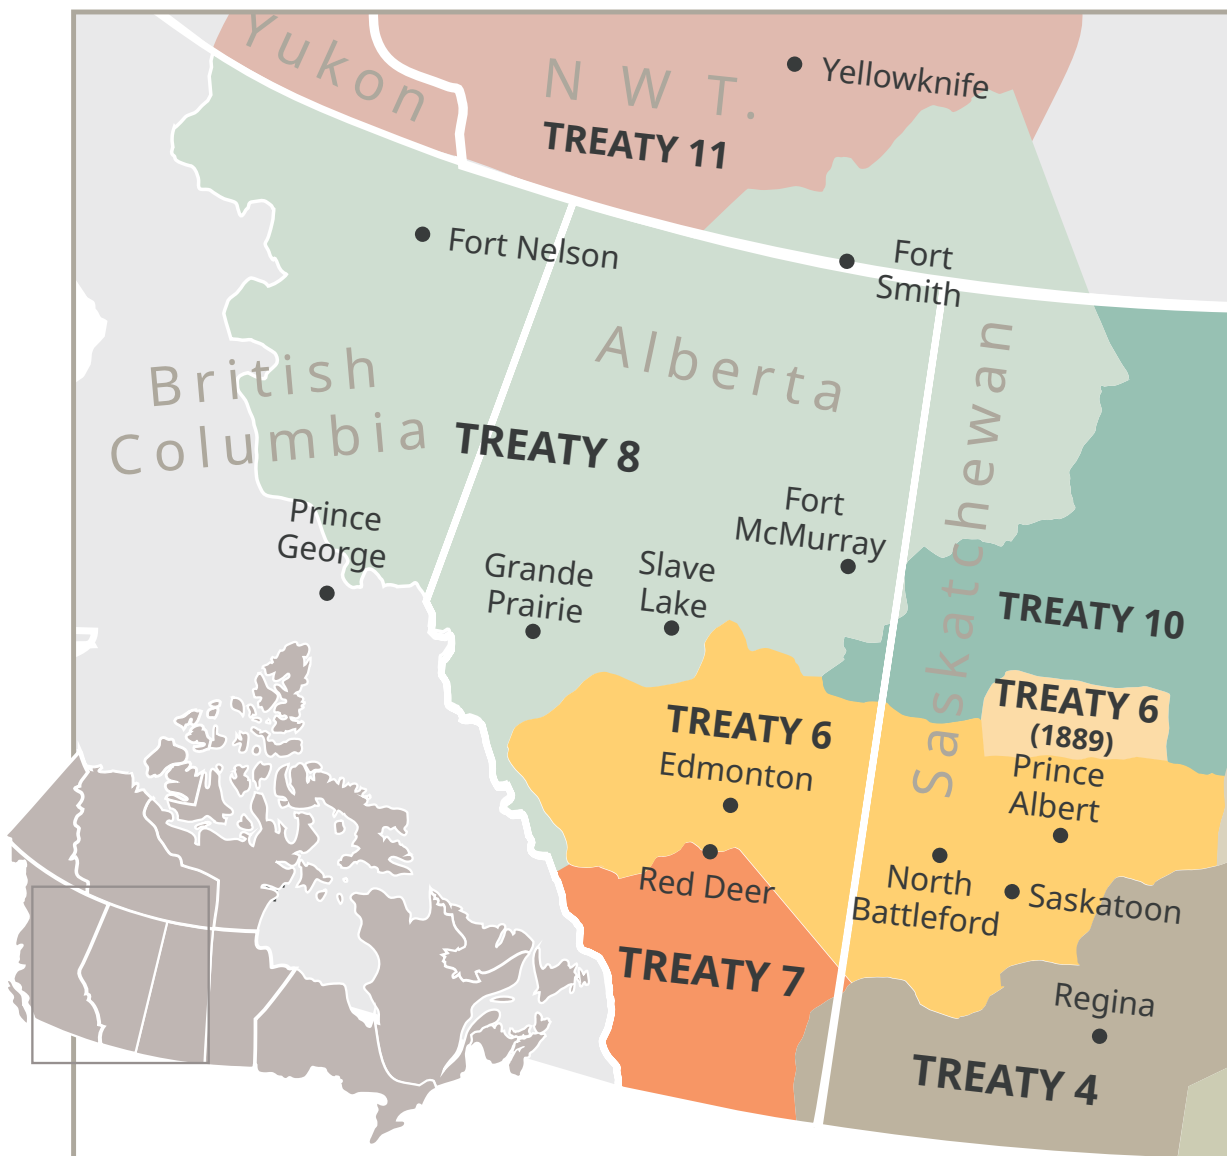 Yukon
N W T.
Yellowknife
TREATY 11
Fort Nelson
Fort
Smith
British
Columbia
Alberta
Saskatchewan
TREATY 8
Prince
George
Grande
Prairie
Slave
Lake
Fort
McMurray
TREATY 10
TREATY 6
(1889)
TREATY 6
Edmonton
Prince
Albert
Red Deer
North
Battleford
Saskatoon
TREATY 7
Regina
TREATY 4